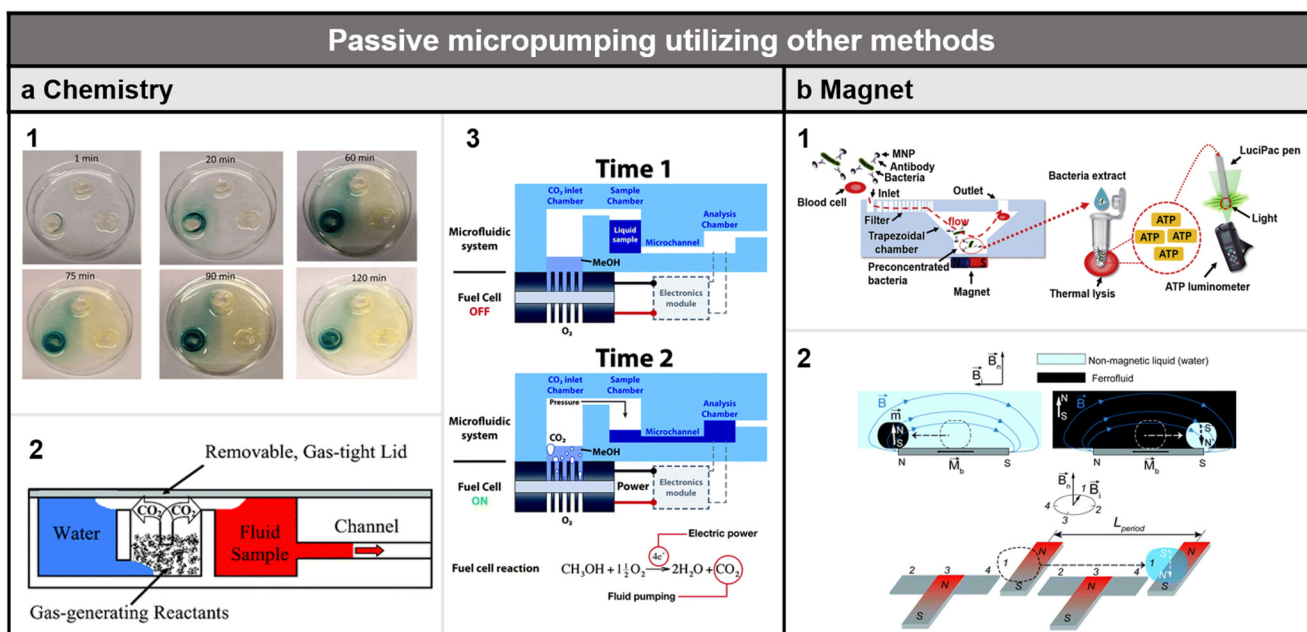 Passive micropumping utilizing other methods
a Chemistry
1
1 min
20 min
60 min
75 min
90 min
120 min
2
Removable, Gas-tight Lid
CO₂
CO₂
Water
Fluid
Sample
Channel
Gas-generating Reactants
3
Time 1
CO₂ inlet
Chamber
Sample
Chamber
Analysis
Chamber
Liquid
sample
Microfluidic
system
Microchannel
MeOH
Fuel Cell
OFF
Electronics
module
O₂
Time 2
CO₂ inlet
Chamber
Sample
Chamber
Pressure
Analysis
Chamber
Microfluidic
system
CO₂
Microchannel
MeOH
Fuel Cell
ON
Power
Electronics
module
O₂
Electric power
4e⁻
Fuel cell reaction
CH₃OH + 1½O₂ → 2H₂O + CO₂
Fluid pumping
b Magnet
1
MNP
Antibody
Bacteria
Blood cell
Inlet
Outlet
Filter
flow
Trapezoidal
chamber
Preconcentrated
bacteria
N
S
Magnet
Bacteria extract
Thermal lysis
ATP
ATP ATP
ATP
LuciPac pen
Light
ATP luminometer
2
B⃗n
B⃗i
Non-magnetic liquid (water)
Ferrofluid
B⃗
m⃗
N
S
N M⃗b S
N
S
B⃗
S
N
N M⃗b S
B⃗n
B⃗i
1
2
3
4
Lperiod
1
N
S
2 3 4
N
S
2 3 4
N
S
1
S
N
N
S